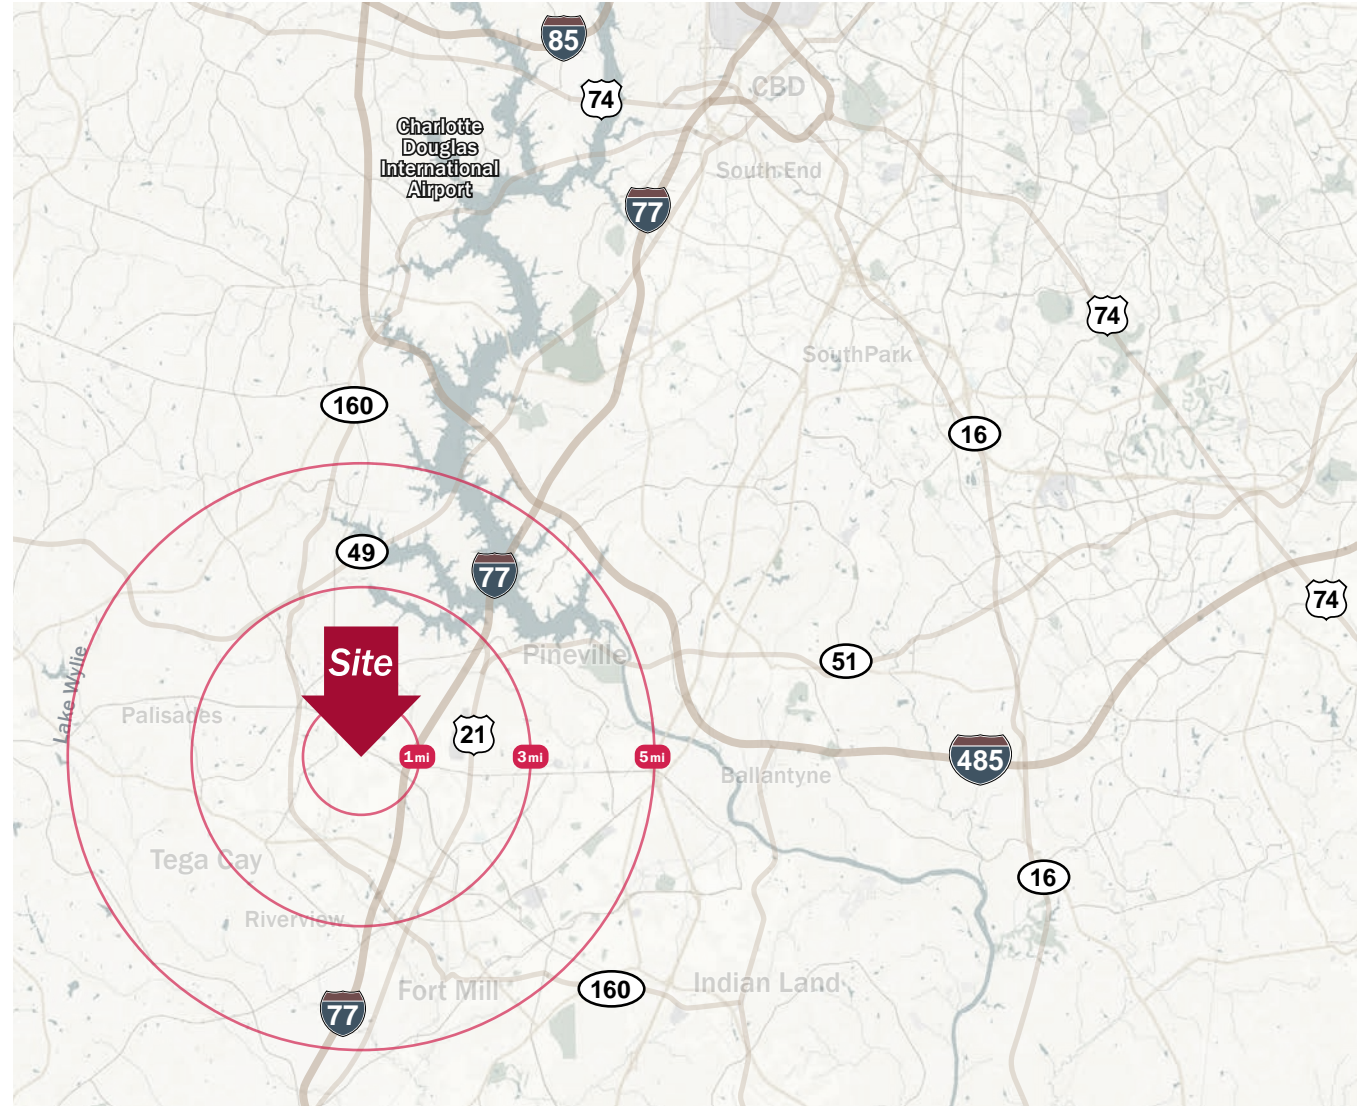 85
CBD
74
Charlotte
Douglas
International
Airport
South End
77
74
SouthPark
160
16
49
77
74
Pineville
51
Site
Lake Wylie
Palisades
21
1mi
3mi
5mi
485
Ballantyne
Tega Cay
16
Riverview
Fort Mill
160
Indian Land
77